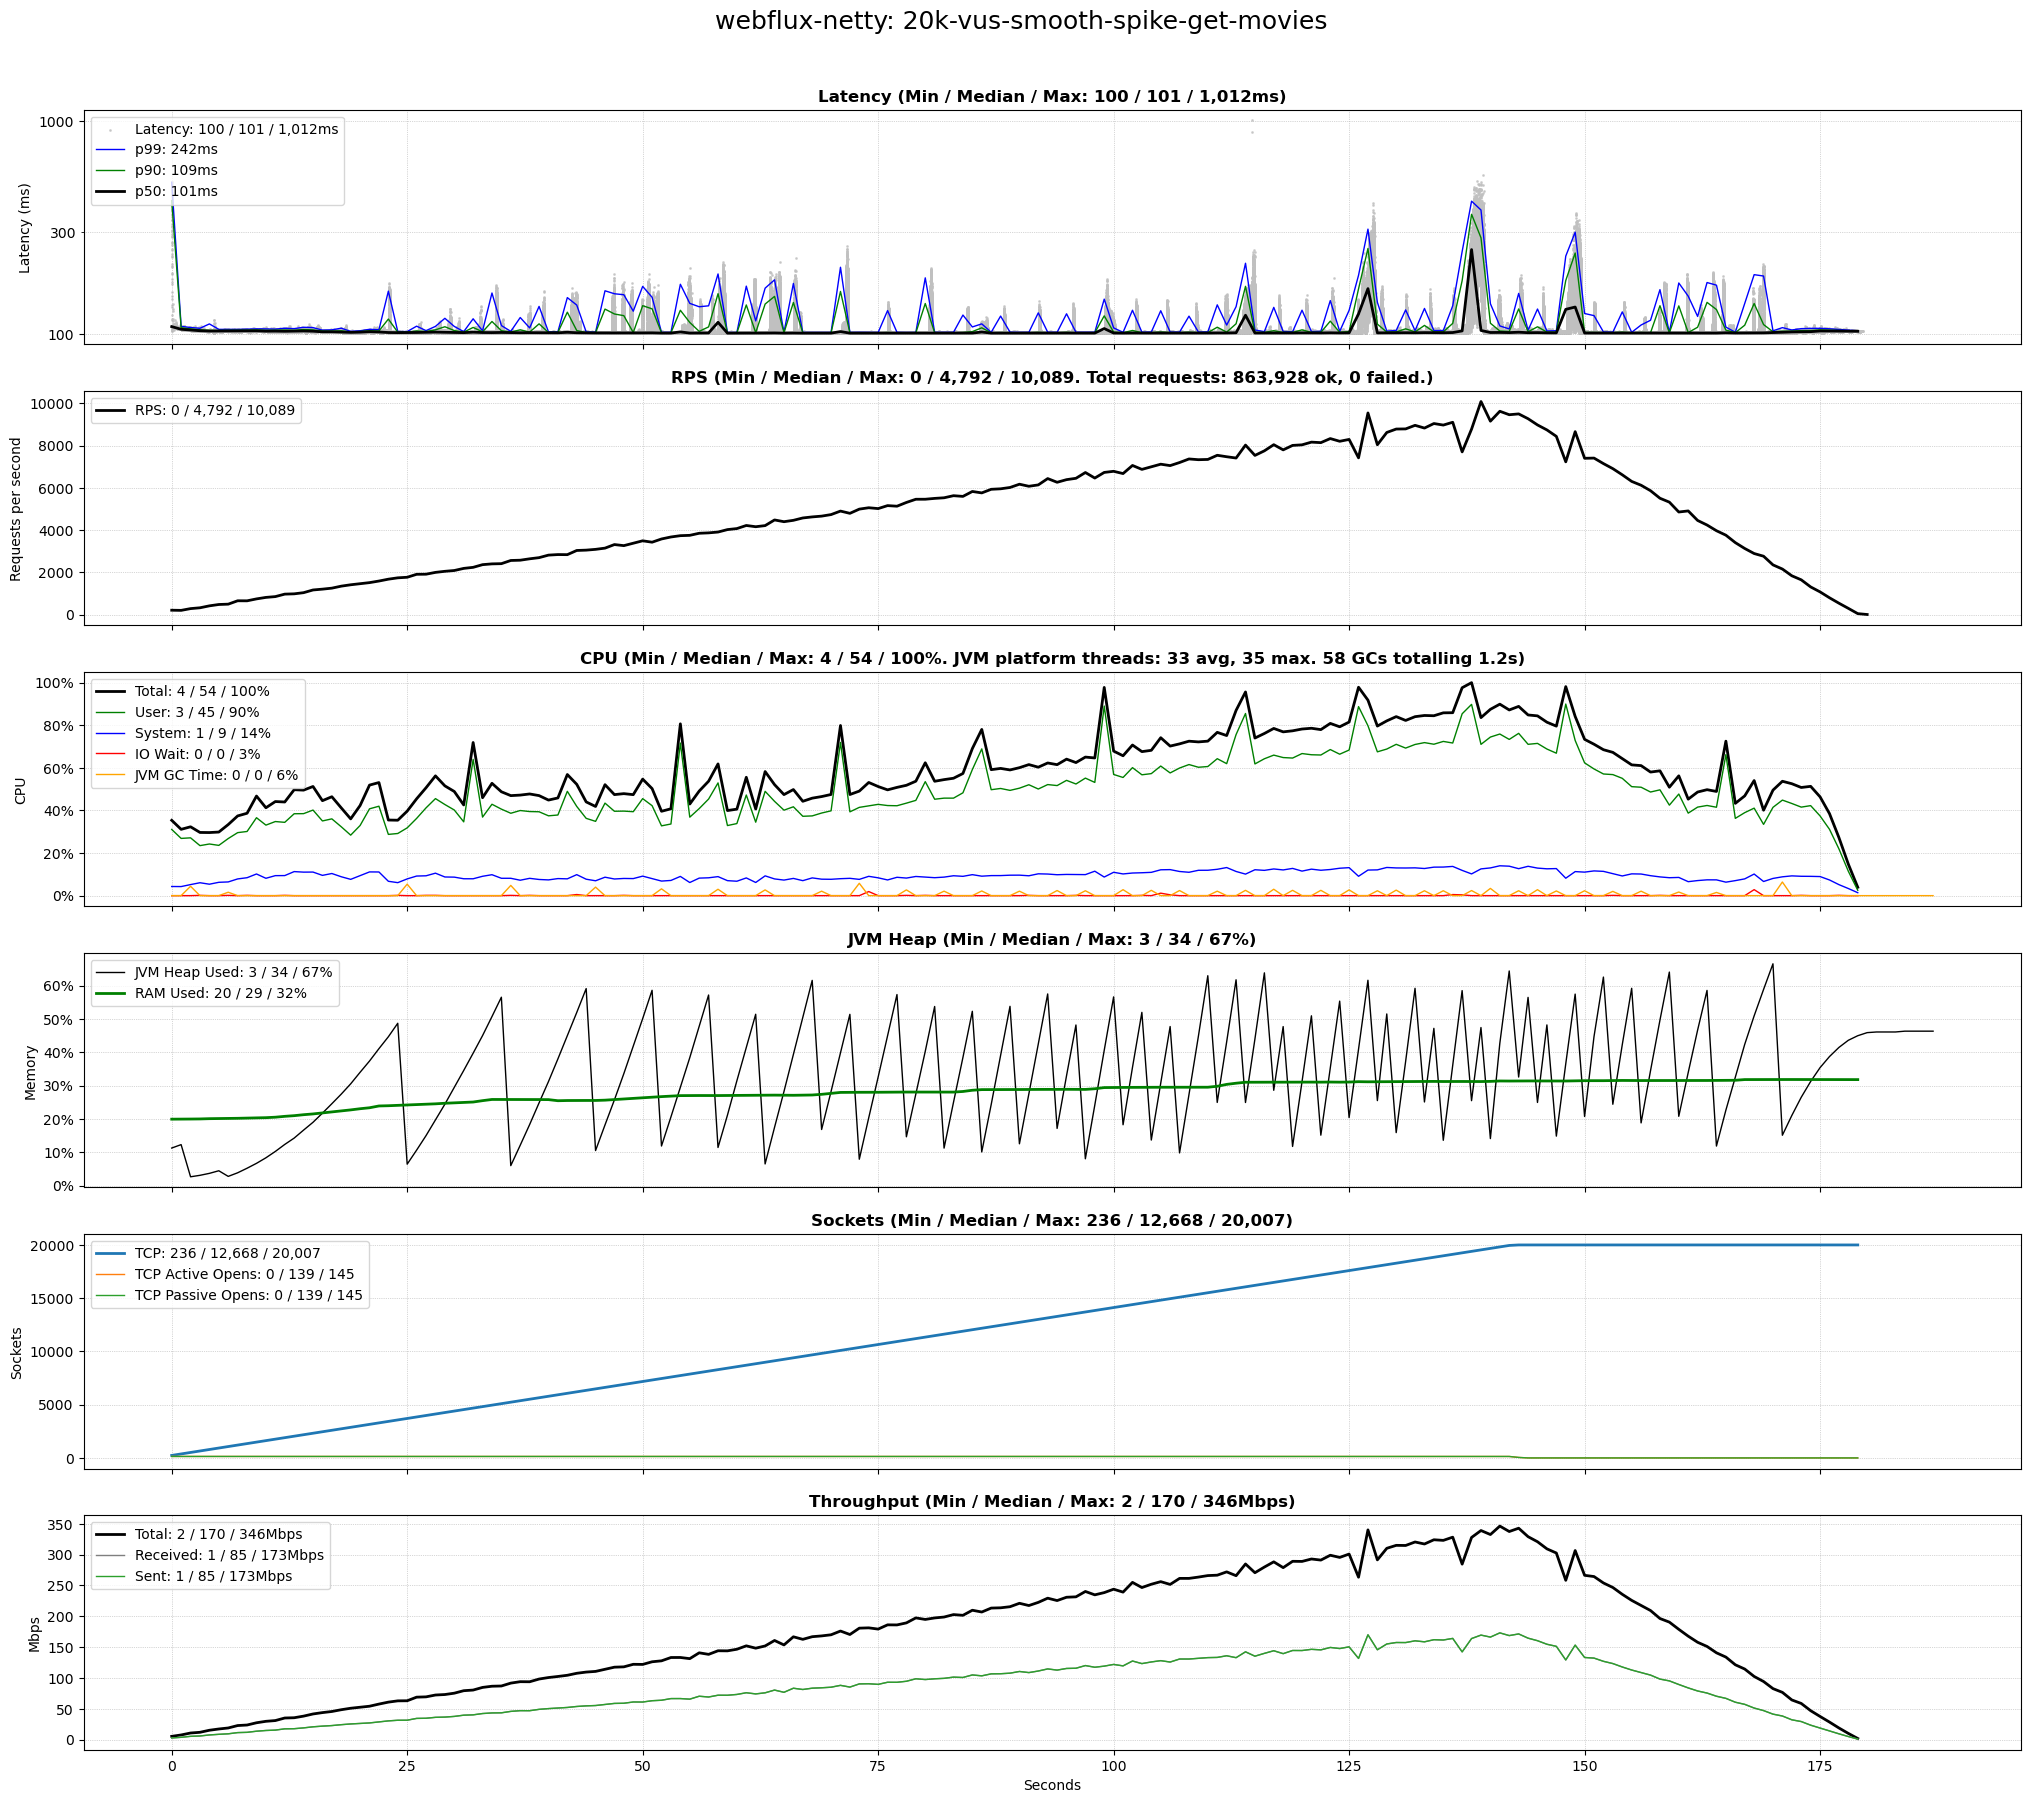 webflux-netty: 20k-vus-smooth-spike-get-movies
Latency (Min / Median / Max: 100 / 101 / 1,012ms)
Latency (ms)
1000
300
100
Latency: 100 / 101 / 1,012ms
p99: 242ms
p90: 109ms
p50: 101ms
RPS (Min / Median / Max: 0 / 4,792 / 10,089. Total requests: 863,928 ok, 0 failed.)
Requests per second
10000
8000
6000
4000
2000
0
RPS: 0 / 4,792 / 10,089
CPU (Min / Median / Max: 4 / 54 / 100%. JVM platform threads: 33 avg, 35 max. 58 GCs totalling 1.2s)
CPU
100%
80%
60%
40%
20%
0%
Total: 4 / 54 / 100%
User: 3 / 45 / 90%
System: 1 / 9 / 14%
IO Wait: 0 / 0 / 3%
JVM GC Time: 0 / 0 / 6%
JVM Heap (Min / Median / Max: 3 / 34 / 67%)
Memory
60%
50%
40%
30%
20%
10%
0%
JVM Heap Used: 3 / 34 / 67%
RAM Used: 20 / 29 / 32%
Sockets (Min / Median / Max: 236 / 12,668 / 20,007)
Sockets
20000
15000
10000
5000
0
TCP: 236 / 12,668 / 20,007
TCP Active Opens: 0 / 139 / 145
TCP Passive Opens: 0 / 139 / 145
Throughput (Min / Median / Max: 2 / 170 / 346Mbps)
Mbps
350
300
250
200
150
100
50
0
Total: 2 / 170 / 346Mbps
Received: 1 / 85 / 173Mbps
Sent: 1 / 85 / 173Mbps
0 25 50 75 100 125 150 175
Seconds